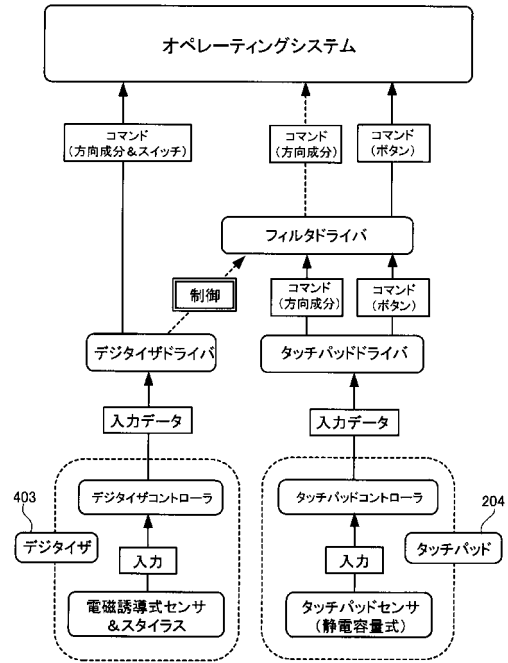 オペレーティングシステム
コマンド
(方向成分&スイッチ)
コマンド
(方向成分)
コマンド
(ボタン)
フィルタドライバ
制御
コマンド
(方向成分)
コマンド
(ボタン)
デジタイザドライバ
タッチパッドドライバ
入力データ
入力データ
403
デジタイザコントローラ
タッチパッドコントローラ
204
デジタイザ
入力
入力
タッチパッド
電磁誘導式センサ
&スタイラス
タッチパッドセンサ
(静電容量式)